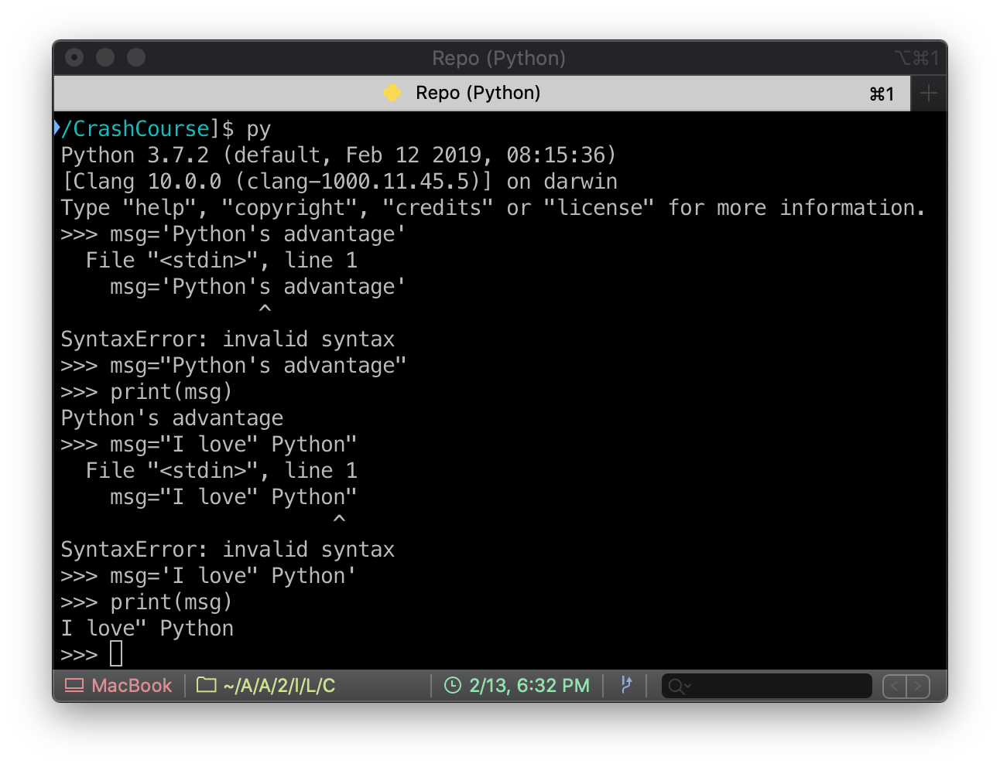 Repo (Python) ⌥⌘1
Repo (Python) ⌘1
/CrashCourse]$ py
Python 3.7.2 (default, Feb 12 2019, 08:15:36)
[Clang 10.0.0 (clang-1000.11.45.5)] on darwin
Type "help", "copyright", "credits" or "license" for more information.
>>> msg='Python's advantage'
  File "<stdin>", line 1
    msg='Python's advantage'
                ^
SyntaxError: invalid syntax
>>> msg="Python's advantage"
>>> print(msg)
Python's advantage
>>> msg="I love" Python"
  File "<stdin>", line 1
    msg="I love" Python"
                      ^
SyntaxError: invalid syntax
>>> msg='I love" Python'
>>> print(msg)
I love" Python
>>>
MacBook ~/A/A/2/l/L/C 2/13, 6:32 PM